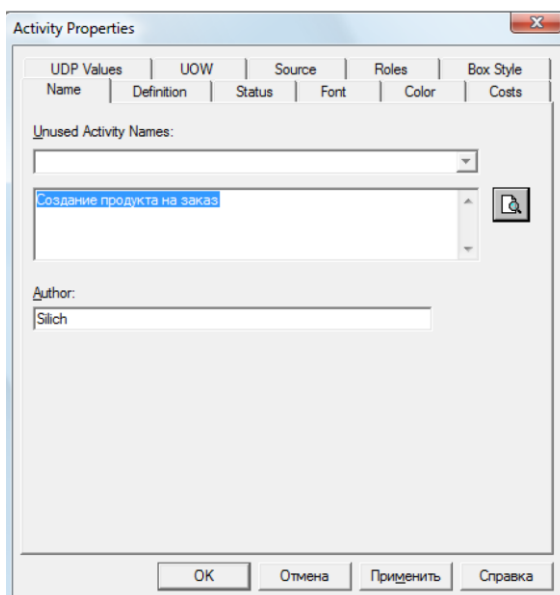 Activity Properties
UDP Values UOW Source Roles Box Style
Name Definition Status Font Color Costs
Unused Activity Names:
Создание продукта на заказ
Author:
Silich
OK Отмена Применить Справка